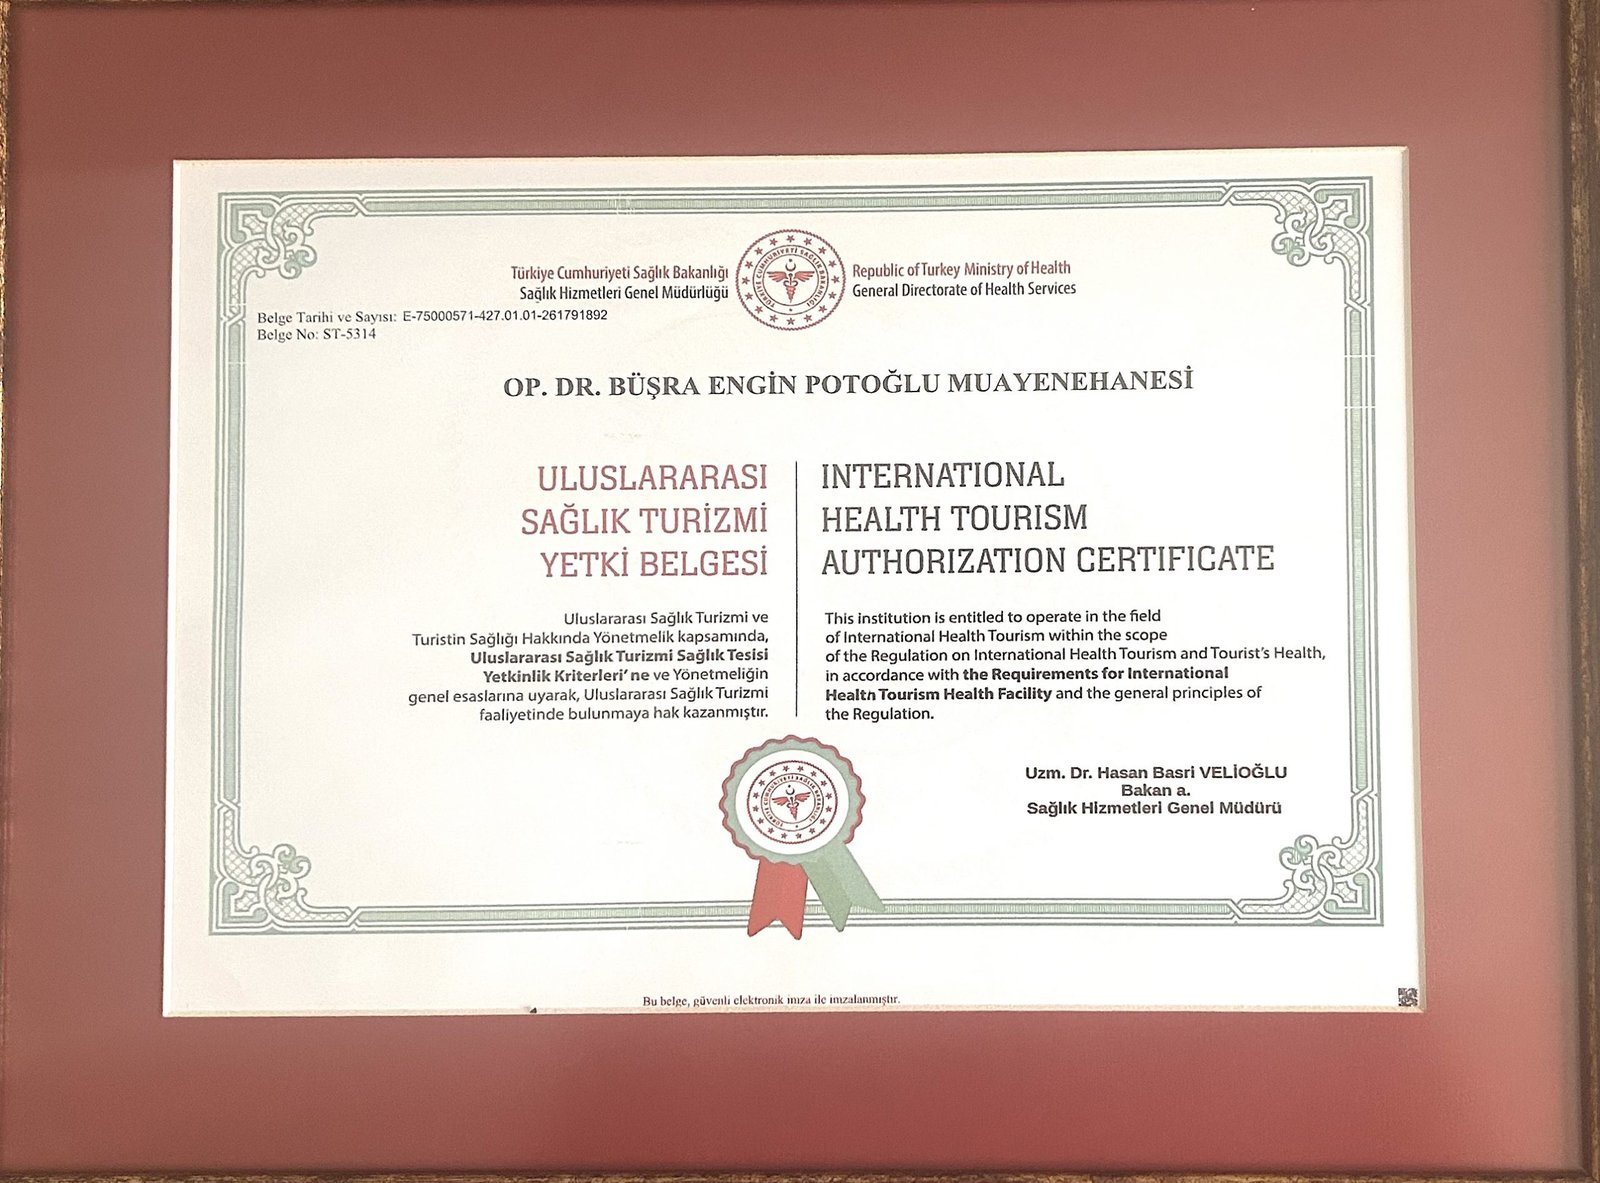 Türkiye Cumhuriyeti Sağlık Bakanlığı
Sağlık Hizmetleri Genel Müdürlüğü
Republic of Turkey Ministry of Health
General Directorate of Health Services
Belge Tarihi ve Sayısı: E-75000571-427.01.01-261791892
Belge No: ST-5314
OP. DR. BÜŞRA ENGİN POTOĞLU MUAYENEHANESİ
ULUSLARARASI
SAĞLIK TURİZMİ
YETKİ BELGESİ
Uluslararası Sağlık Turizmi ve
Turistin Sağlığı Hakkında Yönetmelik kapsamında,
Uluslararası Sağlık Turizmi Sağlık Tesisi
Yetkinlik Kriterleri'ne ve Yönetmeliğin
genel esaslarına uyarak, Uluslararası Sağlık Turizmi
faaliyetinde bulunmaya hak kazanmıştır.
INTERNATIONAL
HEALTH TOURISM
AUTHORIZATION CERTIFICATE
This institution is entitled to operate in the field
of International Health Tourism within the scope
of the Regulation on International Health Tourism and Tourist's Health,
in accordance with the Requirements for International
Health Tourism Health Facility and the general principles of
the Regulation.
Uzm. Dr. Hasan Basri VELİOĞLU
Bakan a.
Sağlık Hizmetleri Genel Müdürü
Bu belge, güvenli elektronik imza ile imzalanmıştır.